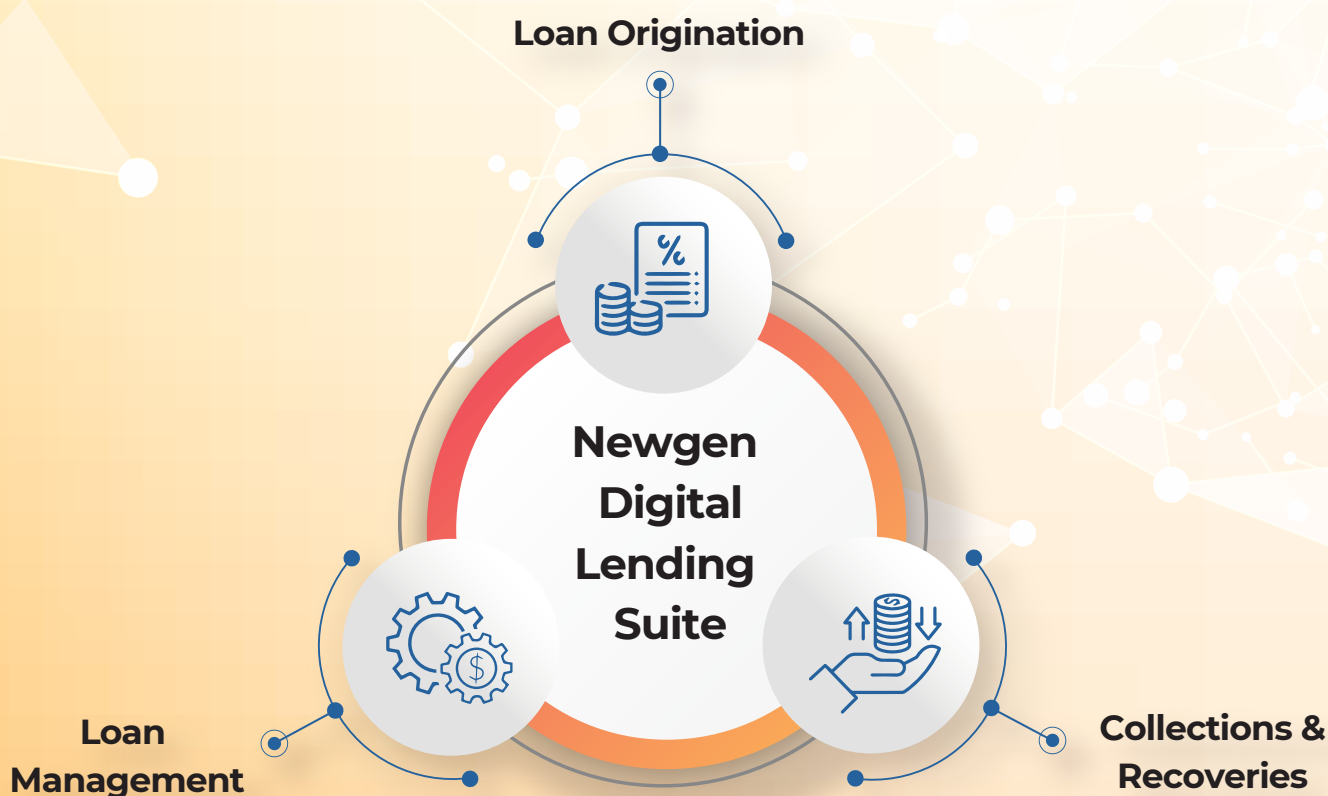 Loan Origination
Newgen
Digital
Lending
Suite
Loan
Management
Collections &
Recoveries